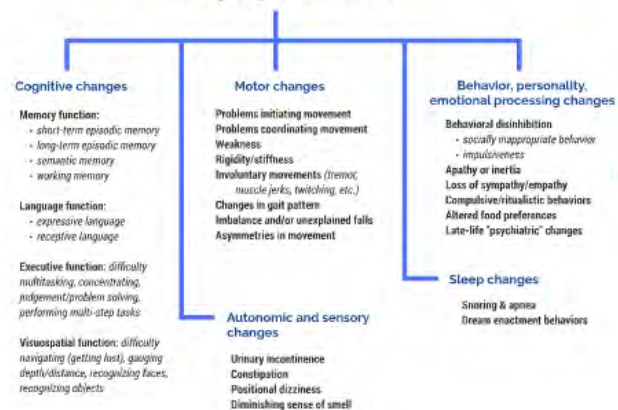 Cognitive changes
Memory function:
- short-term episodic memory
- long-term episodic memory
- semantic memory
- working memory
Language function:
- expressive language
- receptive language
Executive function: difficulty
multitasking, concentrating,
judgement/problem solving,
performing multi-step tasks
Visuospatial function: difficulty
navigating (getting lost), gauging
depth/distance, recognizing faces,
recognizing objects
Motor changes
Problems initiating movement
Problems coordinating movement
Weakness
Rigidity/stiffness
Involuntary movements (tremor,
muscle jerks, twitching, etc.)
Changes in gait pattern
Imbalance and/or unexplained falls
Asymmetries in movement
Autonomic and sensory
changes
Urinary incontinence
Constipation
Positional dizziness
Diminishing sense of smell
Behavior, personality,
emotional processing changes
Behavioral disinhibition
- socially inappropriate behavior
- impulsiveness
Apathy or inertia
Loss of sympathy/empathy
Compulsive/ritualistic behaviors
Altered food preferences
Late-life "psychiatric" changes
Sleep changes
Snoring & apnea
Dream enactment behaviors